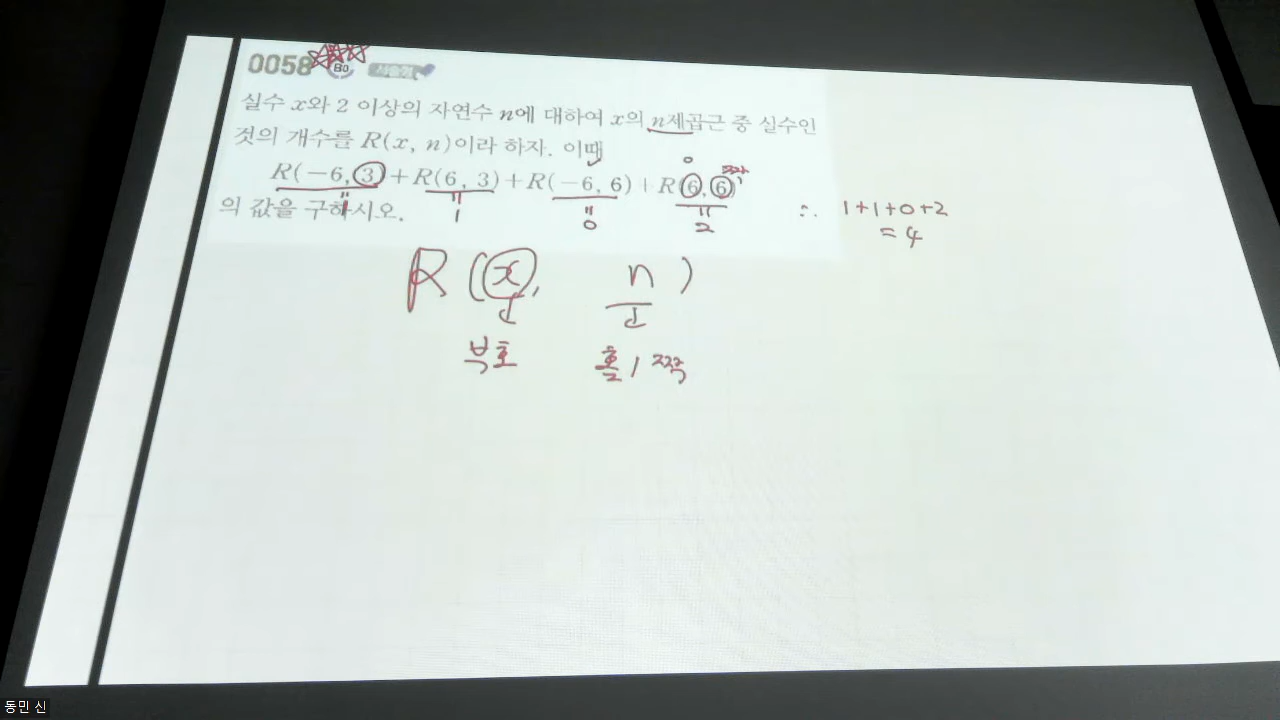 0058
실수 x와 2 이상의 자연수 n에 대하여 x의 n제곱근 중 실수인
것의 개수를 R(x, n)이라 하자. 이때
R(-6, 3)+R(6, 3)+R(-6, 6)+R(6, 6)
의 값을 구하시오.
1 1 0 2
∴ 1+1+0+2
= 4
R (x, n)
부호 홀/짝
동민 신